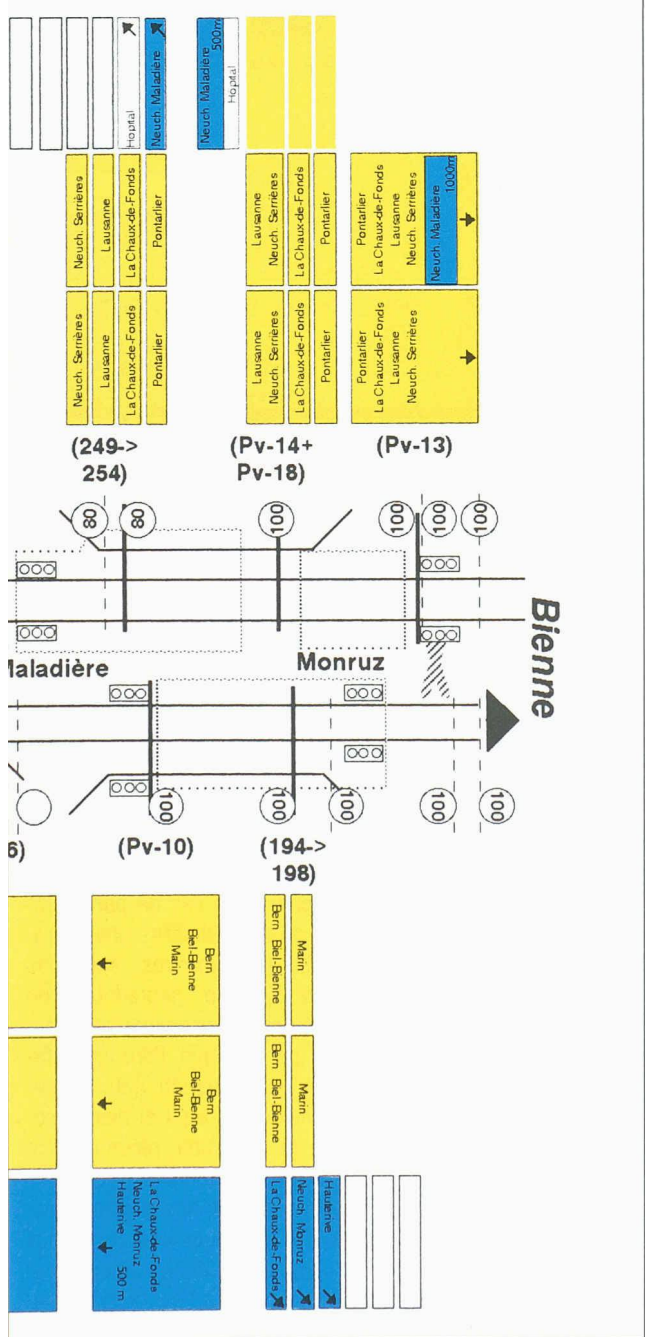 Neuch. Maladière
500m
Hopital
Hopital
Neuch. Maladière
Neuch. Serrières
Lausanne
La Chaux-de-Fonds
Pontarlier
Lausanne
Neuch. Serrières
La Chaux-de-Fonds
Pontarlier
Pontarlier
La Chaux-de-Fonds
Lausanne
Neuch. Serrières
Neuch. Maladière
1000m
Neuch. Serrières
Lausanne
La Chaux-de-Fonds
Pontarlier
Lausanne
Neuch. Serrières
La Chaux-de-Fonds
Pontarlier
Pontarlier
La Chaux-de-Fonds
Lausanne
Neuch. Serrières
(249->
254)
(Pv-14+
Pv-18)
(Pv-13)
80
80
100
100
100
100
Bienne
Maladière
Monruz
100
100
100
100
100
6)
(Pv-10)
(194->
198)
Bern
Biel-Bienne
Marin
Bern Biel-Bienne
Marin
Bern
Biel-Bienne
Marin
Bern Biel-Bienne
Marin
La Chaux-de-Fonds
Neuch. Monruz
Hauterive 500 m
La Chaux-de-Fonds
Neuch. Monruz
Hauterive